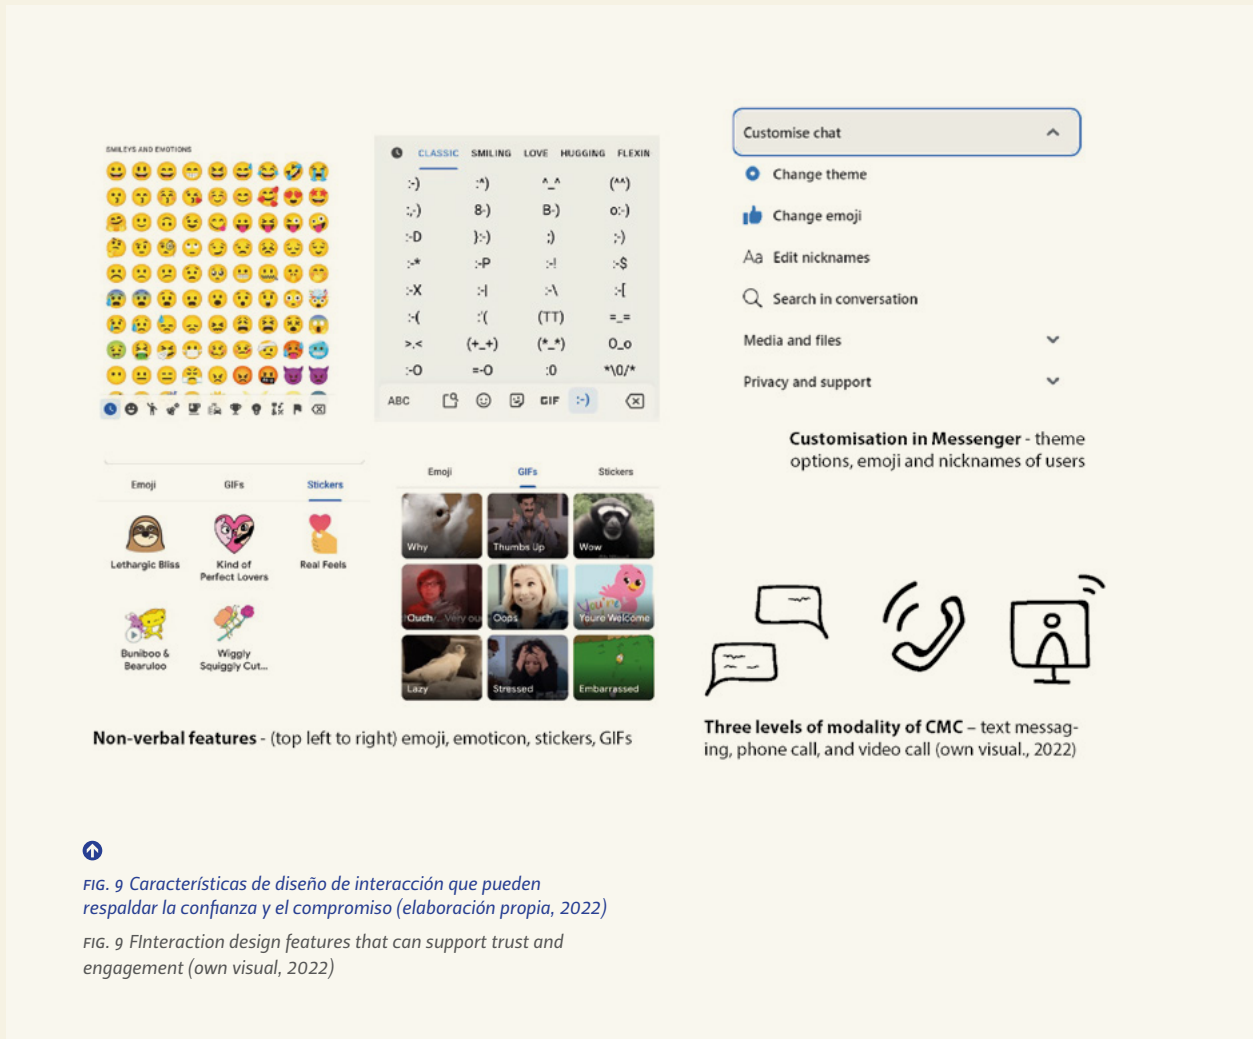 SMILEYS AND EMOTIONS
CLASSIC SMILING LOVE HUGGING FLEXIN
:-) :*) ^_^ (^^)
:,-) 8-) B-) o:-)
:-D }:-) ;) ;-)
:-* :-P :-! :-$
:-X :-| :-\ :-[
:-( :'( (TT) =_=
>.< (+_+) (*_*) O_o
:-O =-O :O *\0/*
ABC GIF :-)
Emoji GIFs Stickers
Lethargic Bliss
Kind of
Perfect Lovers
Real Feels
Buniboo &
Bearuloo
Wiggly
Squiggly Cut...
Emoji GIFs Stickers
Why Thumbs Up Wow
Ouch Very ou Oops Youre Welcome
Lazy Stressed Embarrassed
Non-verbal features - (top left to right) emoji, emoticon, stickers, GIFs
Customise chat
Change theme
Change emoji
Aa Edit nicknames
Search in conversation
Media and files
Privacy and support
Customisation in Messenger - theme
options, emoji and nicknames of users
Three levels of modality of CMC – text messag-
ing, phone call, and video call (own visual., 2022)
FIG. 9 Características de diseño de interacción que pueden
respaldar la confianza y el compromiso (elaboración propia, 2022)
FIG. 9 FInteraction design features that can support trust and
engagement (own visual, 2022)